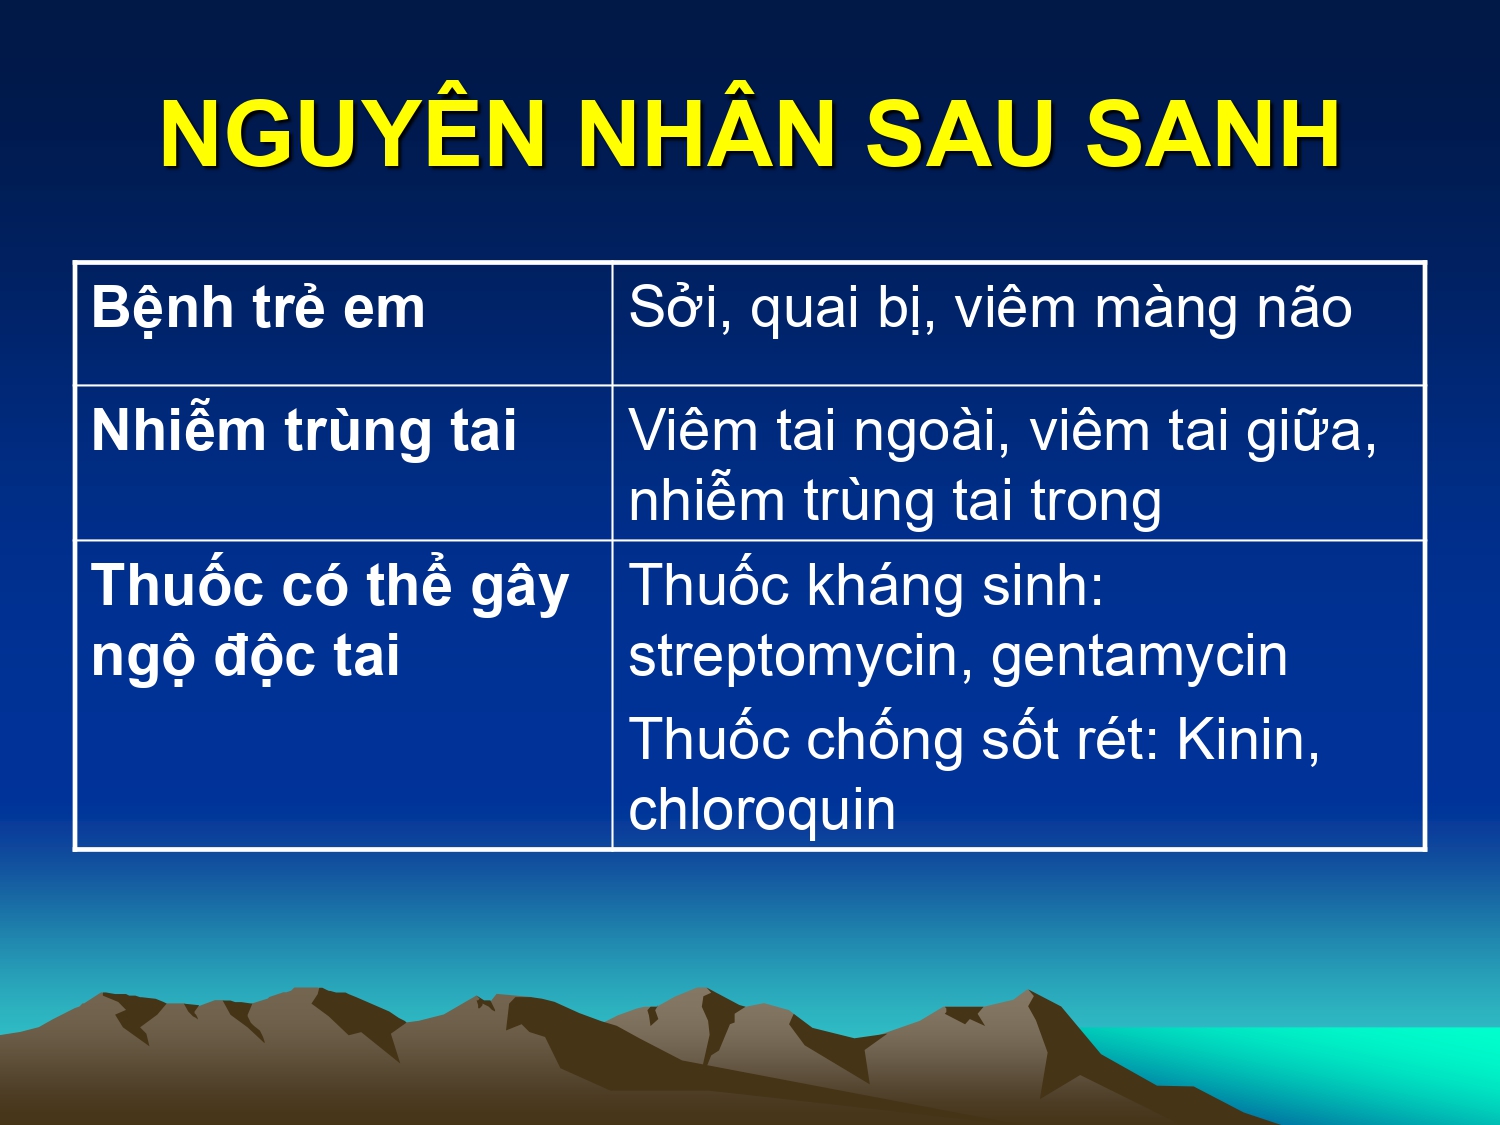 NGUYÊN NHÂN SAU SANH
Bệnh trẻ em
Sởi, quai bị, viêm màng não
Nhiễm trùng tai
Viêm tai ngoài, viêm tai giữa,
nhiễm trùng tai trong
Thuốc có thể gây
ngộ độc tai
Thuốc kháng sinh:
streptomycin, gentamycin
Thuốc chống sốt rét: Kinin,
chloroquin